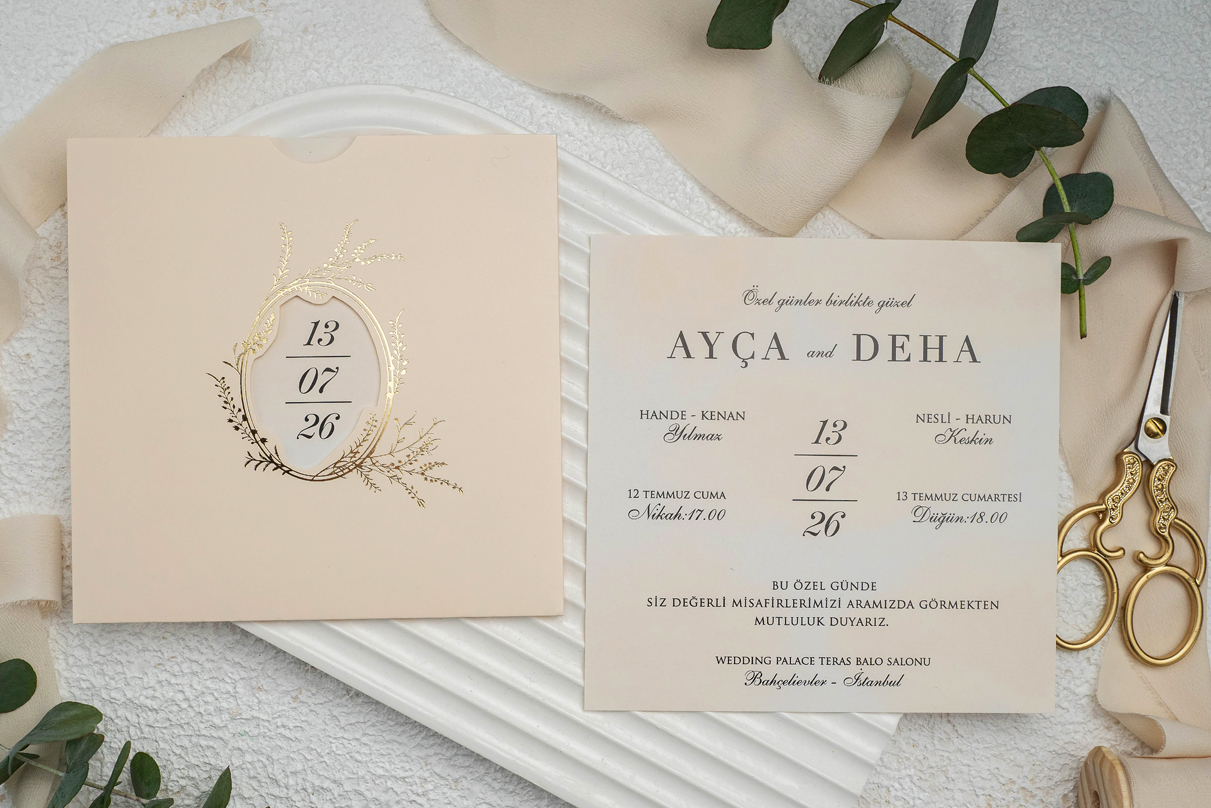 13
07
26
Özel günler birlikte güzel
AYÇA and DEHA
HANDE - KENAN
Yılmaz
NESLİ - HARUN
Keskin
13
07
26
12 TEMMUZ CUMA
Nikah:17.00
13 TEMMUZ CUMARTESİ
Düğün:18.00
BU ÖZEL GÜNDE
SİZ DEĞERLİ MİSAFİRLERİMİZİ ARAMIZDA GÖRMEKTEN
MUTLULUK DUYARIZ.
WEDDING PALACE TERAS BALO SALONU
Bahçelievler - İstanbul